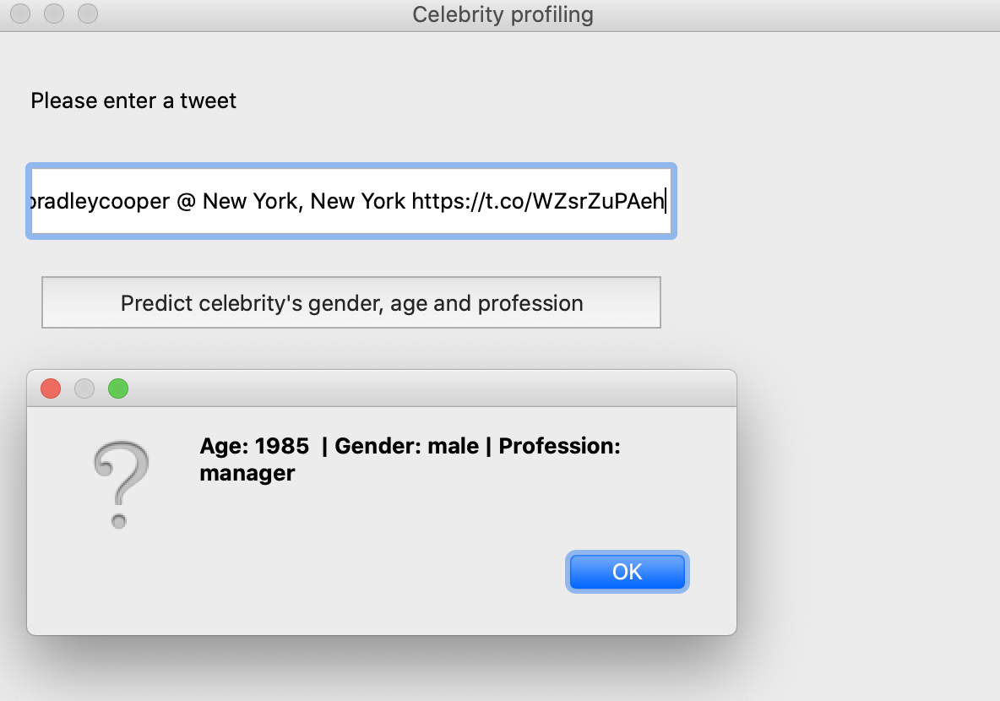 Celebrity profiling
Please enter a tweet
bradleycooper @ New York, New York https://t.co/WZsrZuPAeh
Predict celebrity's gender, age and profession
Age: 1985 | Gender: male | Profession:
manager
OK